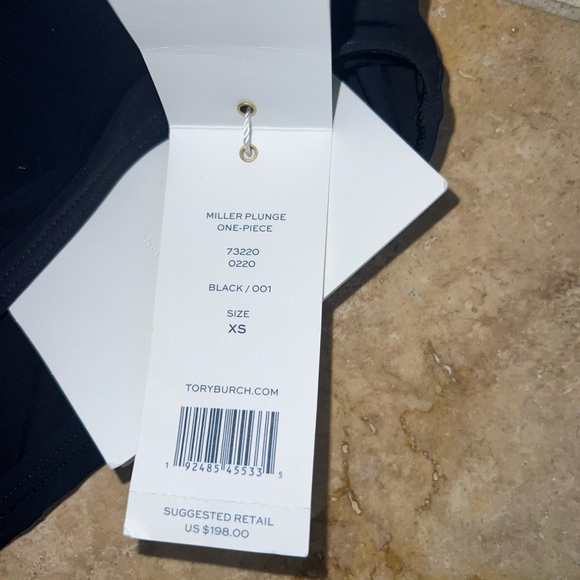 MILLER PLUNGE
ONE-PIECE
73220
0220
BLACK / 001
SIZE
XS
TORYBURCH.COM
1 92485 45533 5
SUGGESTED RETAIL
US $198.00